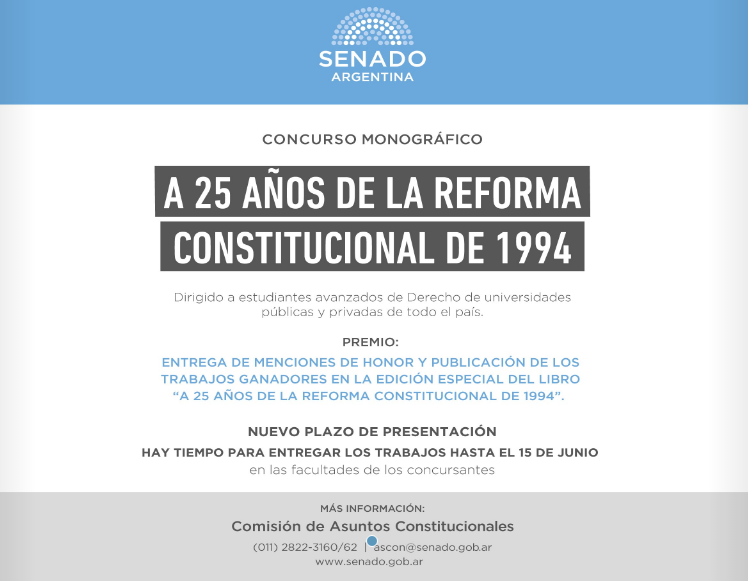 SENADO
ARGENTINA
CONCURSO MONOGRÁFICO
A 25 AÑOS DE LA REFORMA
CONSTITUCIONAL DE 1994
Dirigido a estudiantes avanzados de Derecho de universidades
públicas y privadas de todo el país.
PREMIO:
ENTREGA DE MENCIONES DE HONOR Y PUBLICACIÓN DE LOS
TRABAJOS GANADORES EN LA EDICIÓN ESPECIAL DEL LIBRO
“A 25 AÑOS DE LA REFORMA CONSTITUCIONAL DE 1994”.
NUEVO PLAZO DE PRESENTACIÓN
HAY TIEMPO PARA ENTREGAR LOS TRABAJOS HASTA EL 15 DE JUNIO
en las facultades de los concursantes
MÁS INFORMACIÓN:
Comisión de Asuntos Constitucionales
(011) 2822-3160/62 | ascon@senado.gob.ar
www.senado.gob.ar